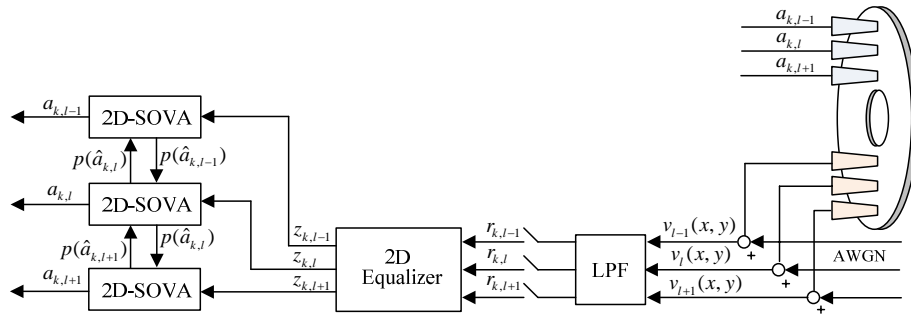 a_{k,l−1}
a_{k,l}
a_{k,l+1}
a_{k,l−1}
2D-SOVA
p(â_{k,l})
p(â_{k,l−1})
a_{k,l}
2D-SOVA
p(â_{k,l+1})
p(â_{k,l})
a_{k,l+1}
2D-SOVA
z_{k,l−1}
z_{k,l}
z_{k,l+1}
2D
Equalizer
r_{k,l−1}
r_{k,l}
r_{k,l+1}
LPF
v_{l−1}(x, y)
v_l(x, y)
v_{l+1}(x, y)
+
+
+
AWGN